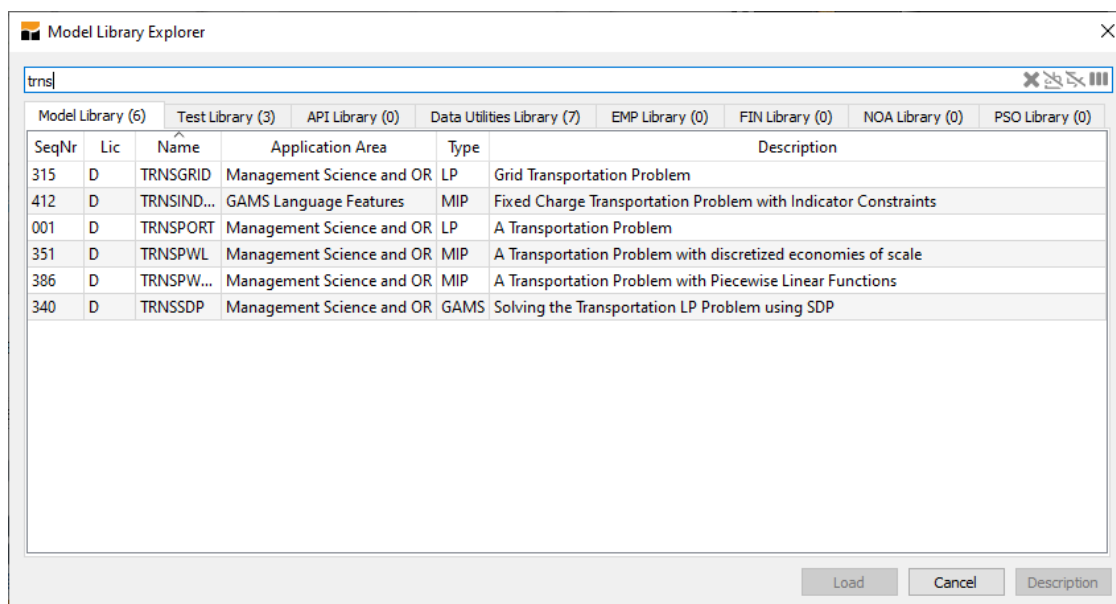 Model Library Explorer
trns
Model Library (6) Test Library (3) API Library (0) Data Utilities Library (7) EMP Library (0) FIN Library (0) NOA Library (0) PSO Library (0)
SeqNr Lic Name Application Area Type Description
315 D TRNSGRID Management Science and OR LP Grid Transportation Problem
412 D TRNSIND... GAMS Language Features MIP Fixed Charge Transportation Problem with Indicator Constraints
001 D TRNSPORT Management Science and OR LP A Transportation Problem
351 D TRNSPWL Management Science and OR MIP A Transportation Problem with discretized economies of scale
386 D TRNSPW... Management Science and OR MIP A Transportation Problem with Piecewise Linear Functions
340 D TRNSSDP Management Science and OR GAMS Solving the Transportation LP Problem using SDP
Load Cancel Description